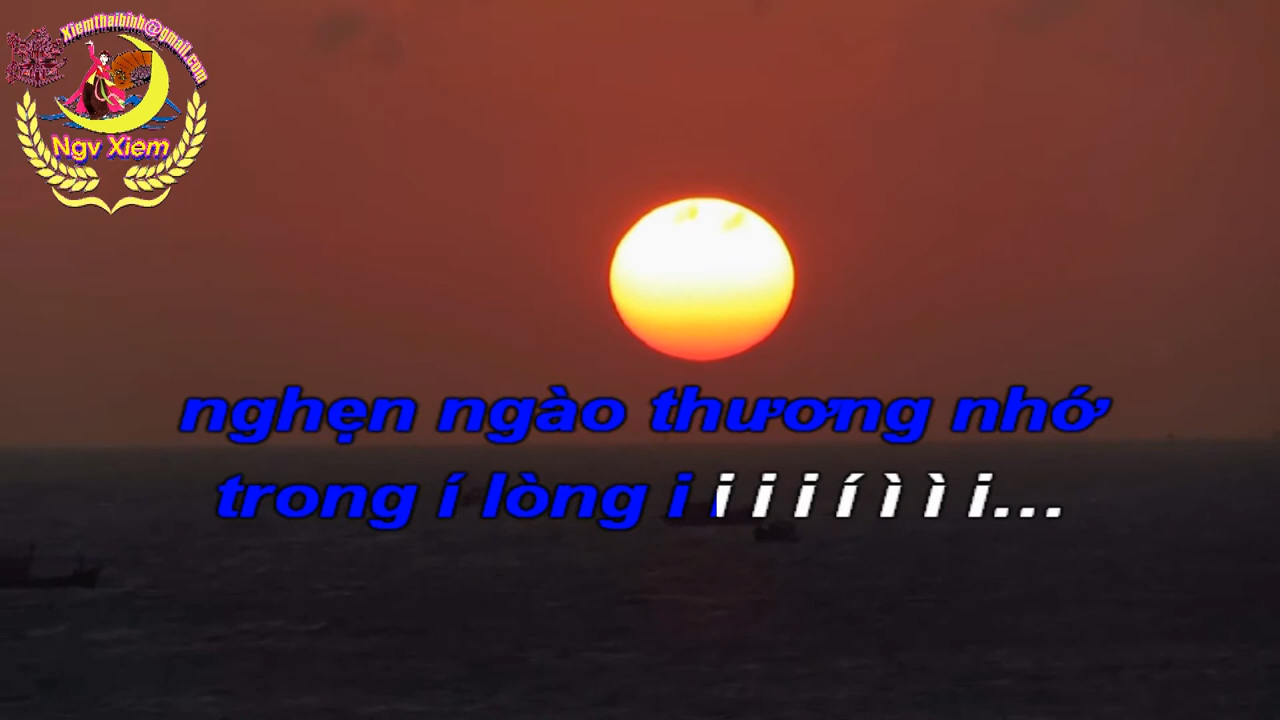 Xiemthaibinh@gmail.com
Ngv Xiem
nghẹn ngào thương nhớ
trong í lòng i i i i í ì ì i...